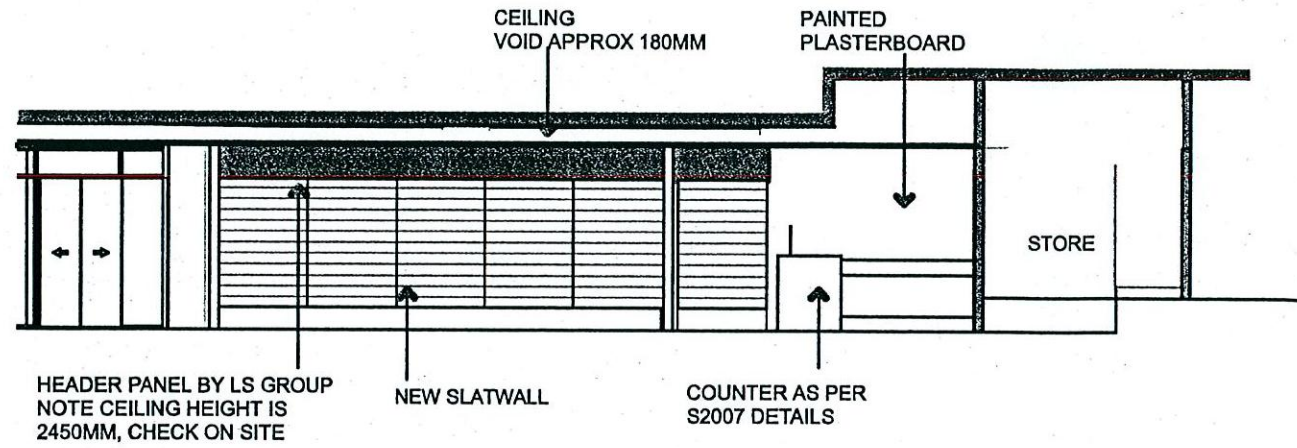 CEILING
VOID APPROX 180MM
PAINTED
PLASTERBOARD
STORE
HEADER PANEL BY LS GROUP
NOTE CEILING HEIGHT IS
2450MM, CHECK ON SITE
NEW SLATWALL
COUNTER AS PER
S2007 DETAILS